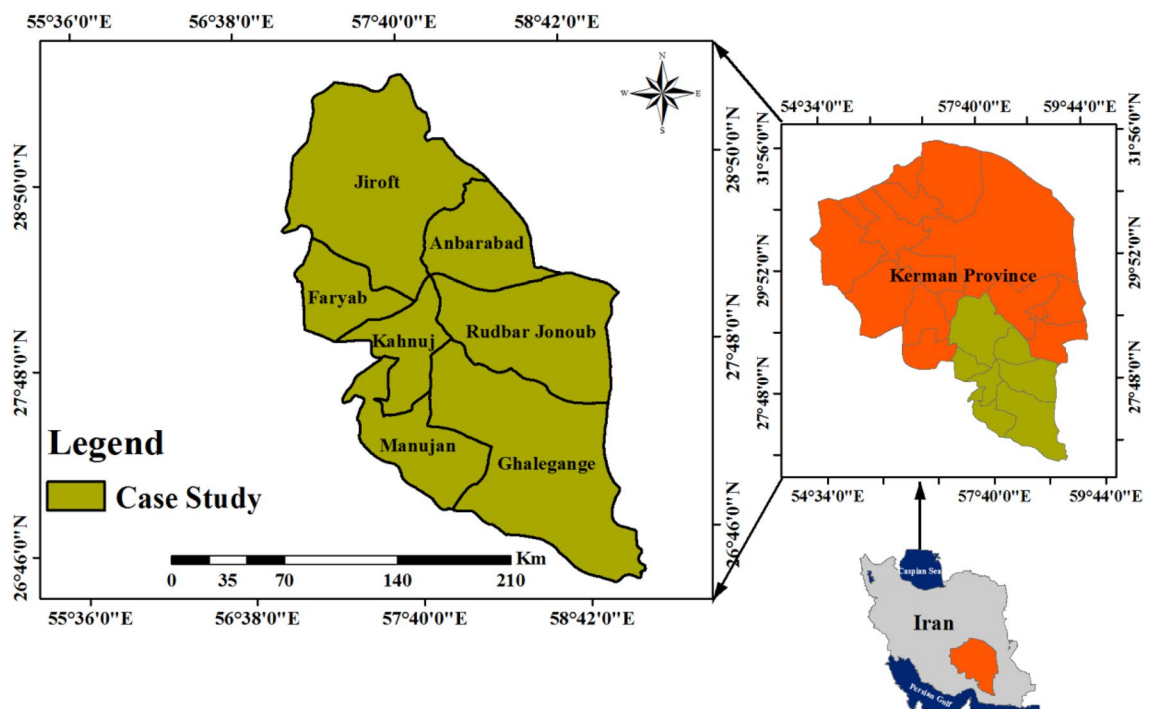 55°36'0"E 56°38'0"E 57°40'0"E 58°42'0"E
N
W E
S
28°50'0"N
27°48'0"N
26°46'0"N
28°50'0"N
27°48'0"N
26°46'0"N
Jiroft
Anbarabad
Faryab
Rudbar Jonoub
Kahnuj
Manujan
Ghalegange
Legend
Case Study
Km
0 35 70 140 210
55°36'0"E 56°38'0"E 57°40'0"E 58°42'0"E
54°34'0"E 57°40'0"E 59°44'0"E
31°56'0"N
29°52'0"N
27°48'0"N
31°56'0"N
29°52'0"N
27°48'0"N
Kerman Province
54°34'0"E 57°40'0"E 59°44'0"E
Caspian Sea
Iran
Persian Gulf